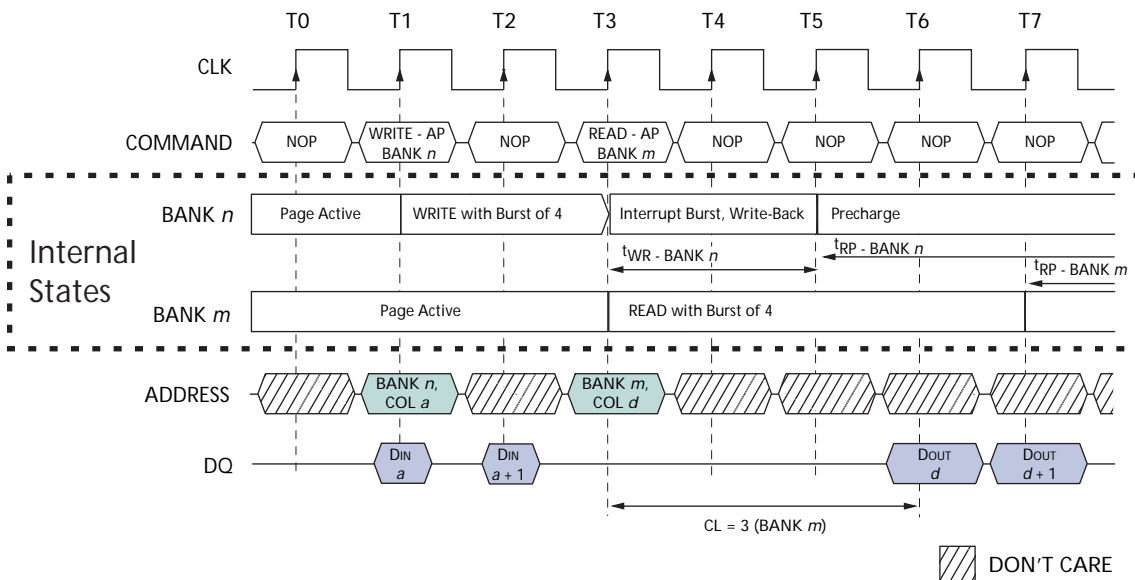 T0 T1 T2 T3 T4 T5 T6 T7
CLK
COMMAND NOP WRITE - AP BANK n NOP READ - AP BANK m NOP NOP NOP NOP
Internal States
BANK n Page Active WRITE with Burst of 4 Interrupt Burst, Write-Back Precharge
tWR - BANK n tRP - BANK n
tRP - BANK m
BANK m Page Active READ with Burst of 4
ADDRESS BANK n, COL a BANK m, COL d
DQ DIN a DIN a + 1 DOUT d DOUT d + 1
CL = 3 (BANK m)
DON'T CARE